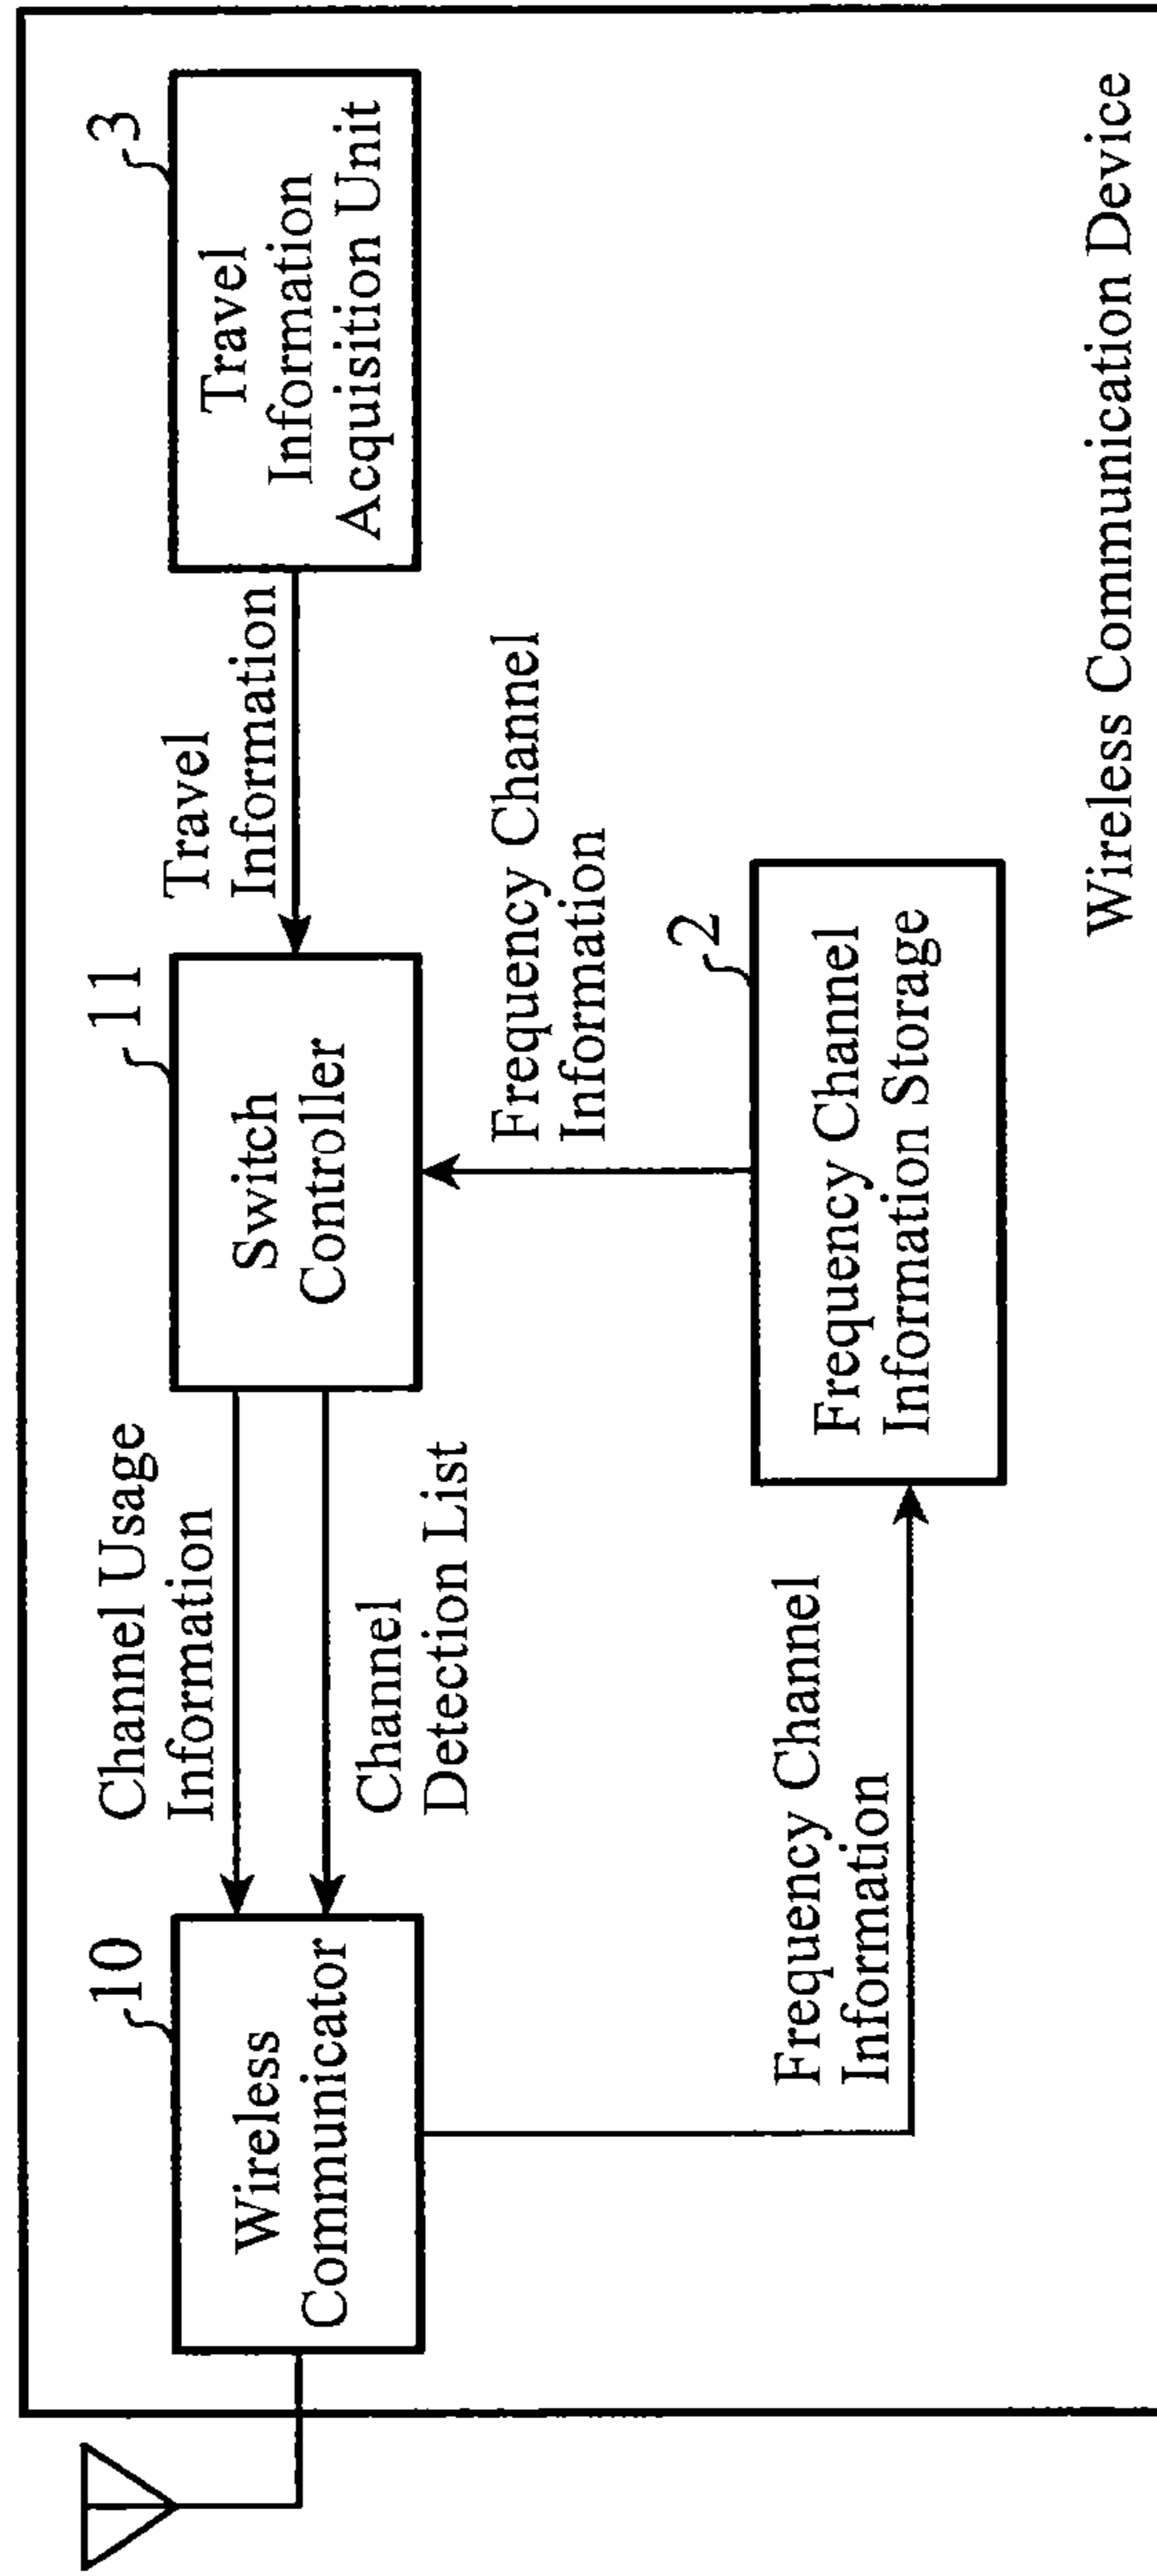 10
Wireless
Communicator
Channel Usage
Information
Channel
Detection List
11
Switch
Controller
Travel
Information
3
Travel
Information
Acquisition Unit
Frequency Channel
Information
Frequency Channel
Information
2
Frequency Channel
Information Storage
Wireless Communication Device